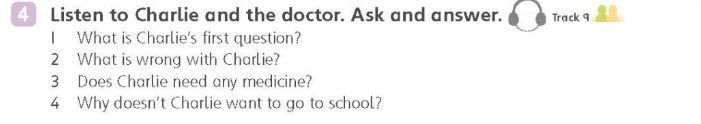 4 Listen to Charlie and the doctor. Ask and answer. Track 9
1 What is Charlie's first question?
2 What is wrong with Charlie?
3 Does Charlie need any medicine?
4 Why doesn't Charlie want to go to school?